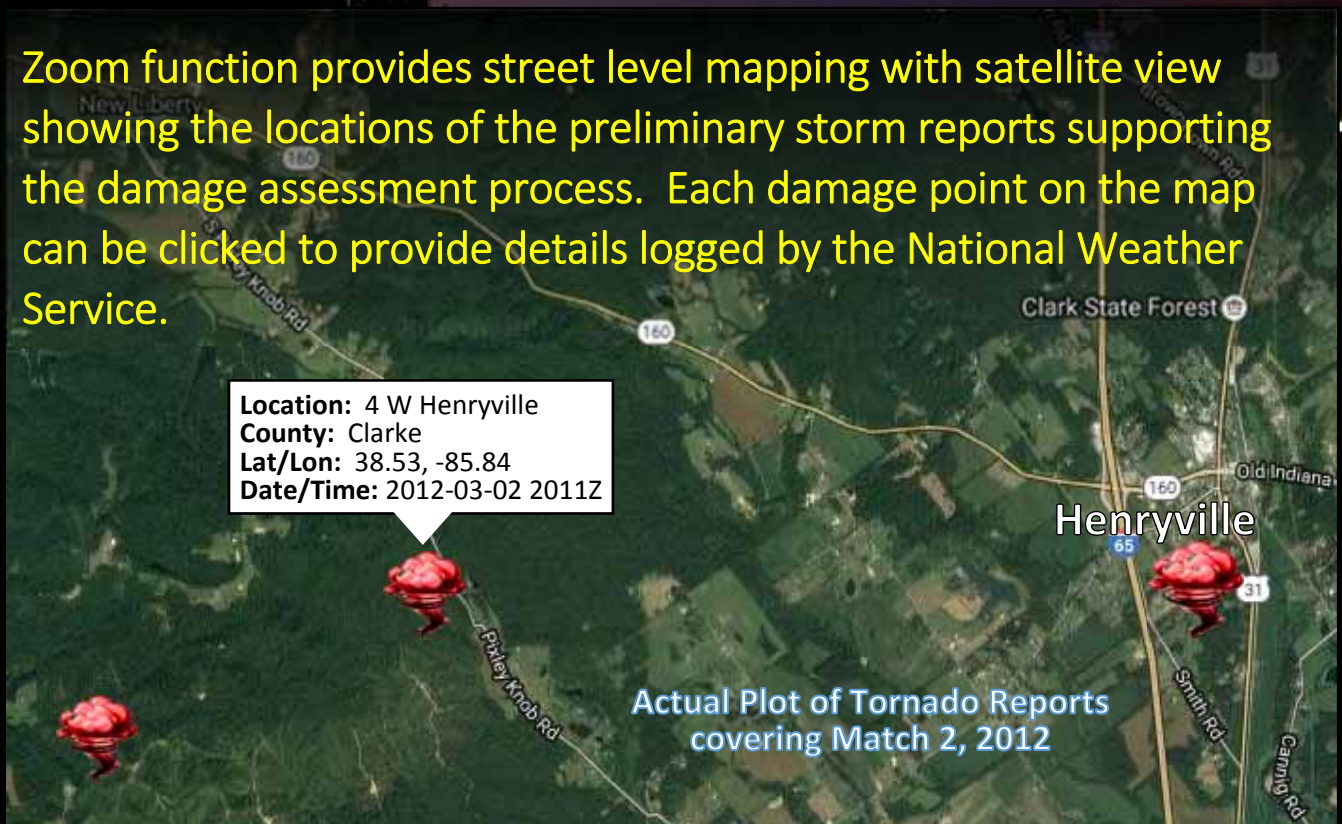 Zoom function provides street level mapping with satellite view
31
New Liberty
showing the locations of the preliminary storm reports supporting
160
the damage assessment process.  Each damage point on the map
can be clicked to provide details logged by the National Weather
Knob Rd
Service.
Clark State Forest
160
Location:  4 W Henryville
County:  Clarke
Lat/Lon:  38.53, -85.84
Date/Time: 2012-03-02 2011Z
Old Indiana
160
Henryville
65
31
Pixley Knob Rd
Smith Rd
Actual Plot of Tornado Reports
covering Match 2, 2012
Cannig Rd